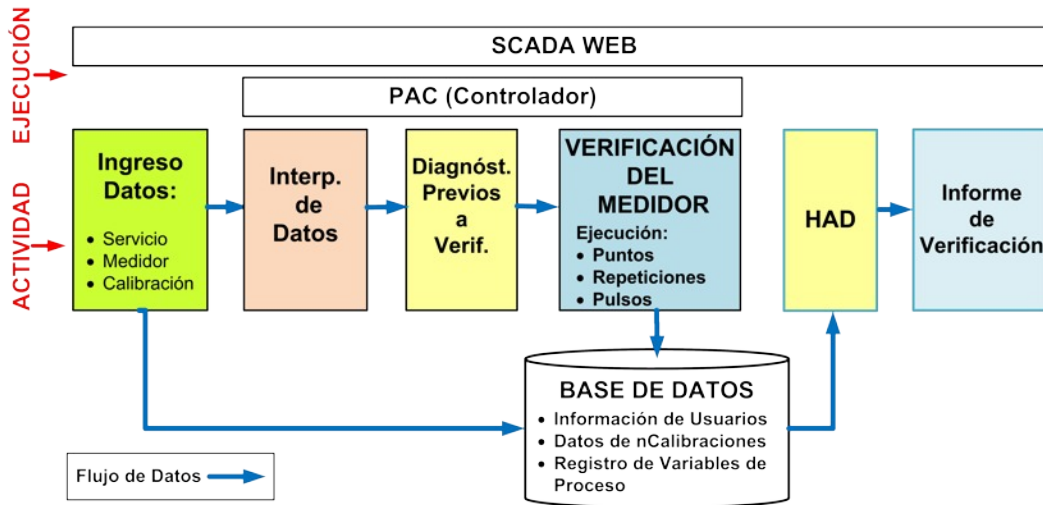 EJECUCIÓN
SCADA WEB
PAC (Controlador)
ACTIVIDAD
Ingreso
Datos:
• Servicio
• Medidor
• Calibración
Interp.
de
Datos
Diagnóst.
Previos
a
Verif.
VERIFICACIÓN
DEL
MEDIDOR
Ejecución:
• Puntos
• Repeticiones
• Pulsos
HAD
Informe
de
Verificación
BASE DE DATOS
• Información de Usuarios
• Datos de nCalibraciones
• Registro de Variables de
Proceso
Flujo de Datos